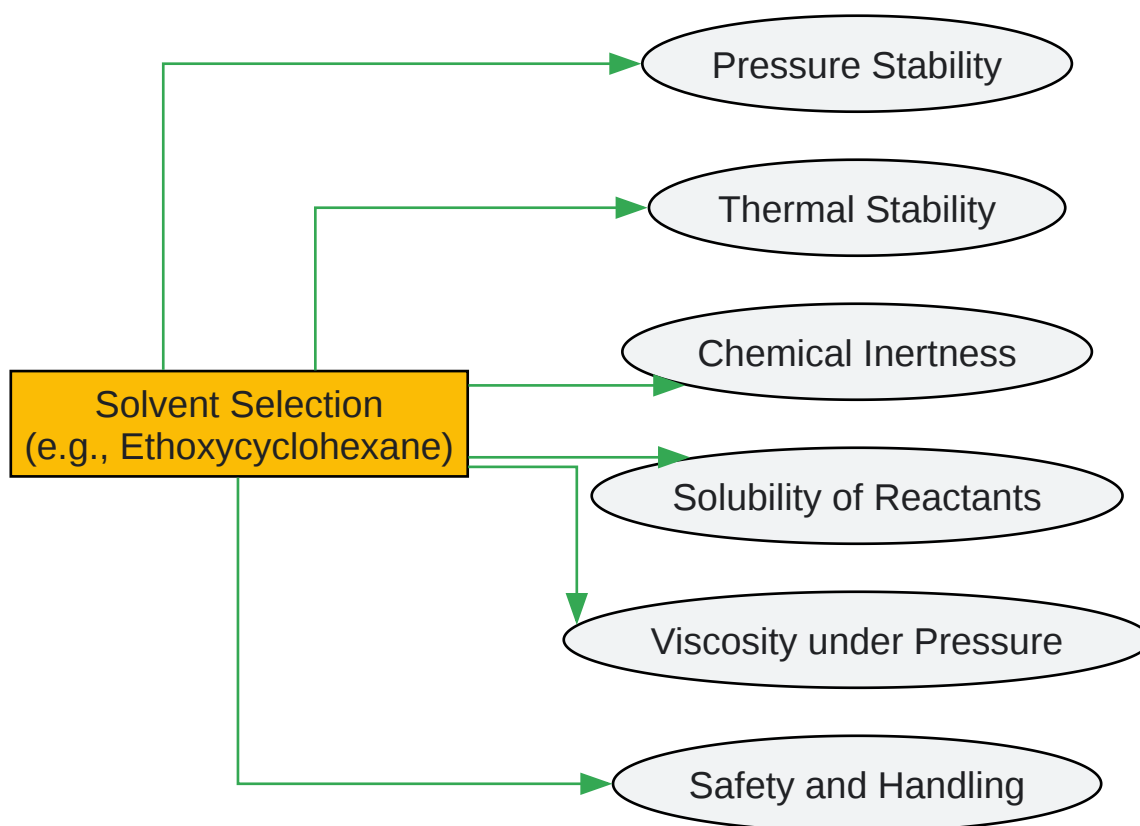 Pressure Stability
Thermal Stability
Chemical Inertness
Solvent Selection
(e.g., Ethoxycyclohexane)
Solubility of Reactants
Viscosity under Pressure
Safety and Handling